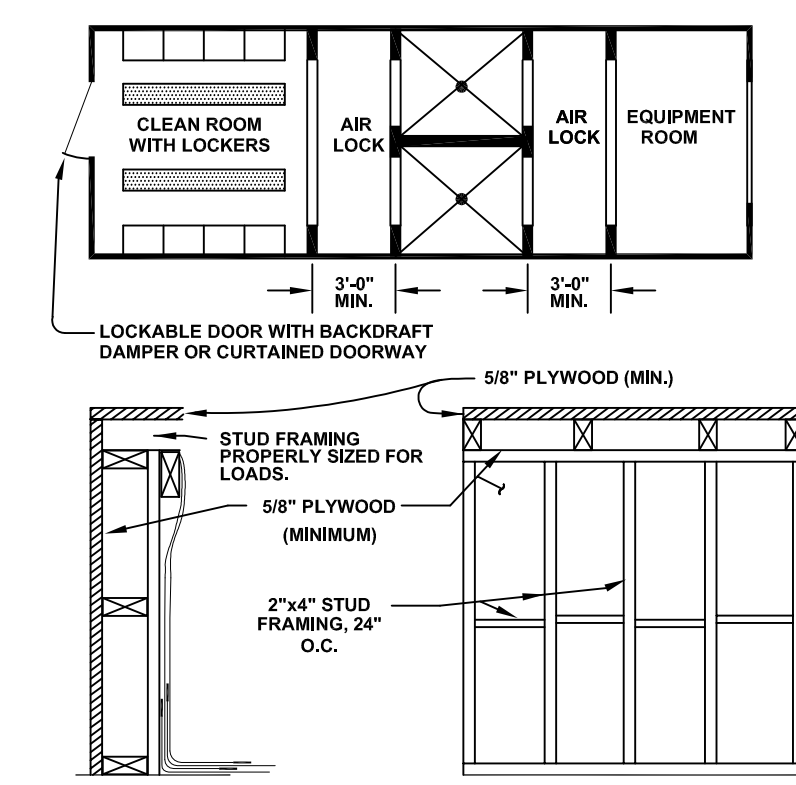 CLEAN ROOM
WITH LOCKERS
AIR
LOCK
AIR
LOCK
EQUIPMENT
ROOM
3'-0"
MIN.
3'-0"
MIN.
LOCKABLE DOOR WITH BACKDRAFT
DAMPER OR CURTAINED DOORWAY
5/8" PLYWOOD (MIN.)
STUD FRAMING
PROPERLY SIZED FOR
LOADS.
5/8" PLYWOOD
(MINIMUM)
2"x4" STUD
FRAMING, 24"
O.C.